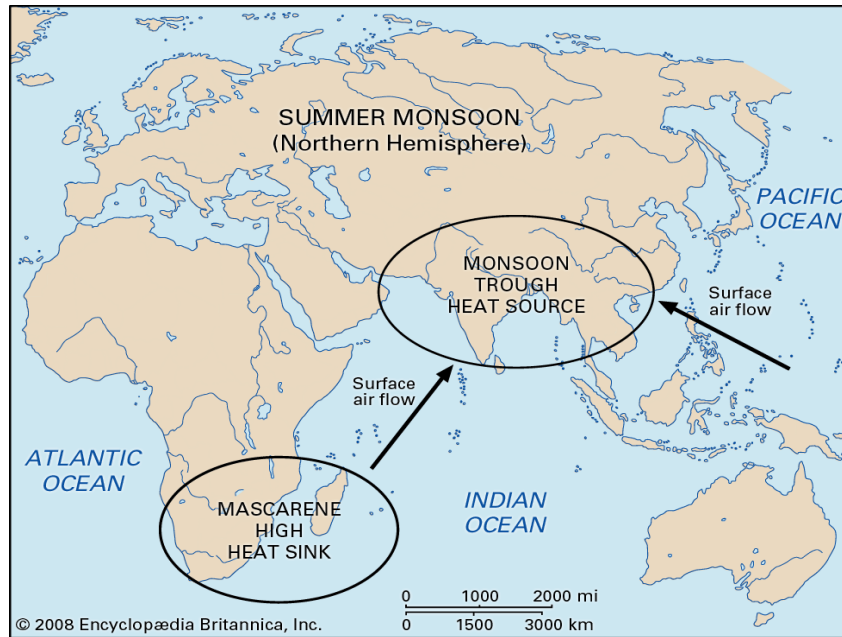 SUMMER MONSOON
(Northern Hemisphere)
PACIFIC
OCEAN
MONSOON
TROUGH
HEAT SOURCE
Surface
air flow
Surface
air flow
ATLANTIC
OCEAN
MASCARENE
HIGH
HEAT SINK
INDIAN
OCEAN
0 1000 2000 mi
0 1500 3000 km
© 2008 Encyclopædia Britannica, Inc.